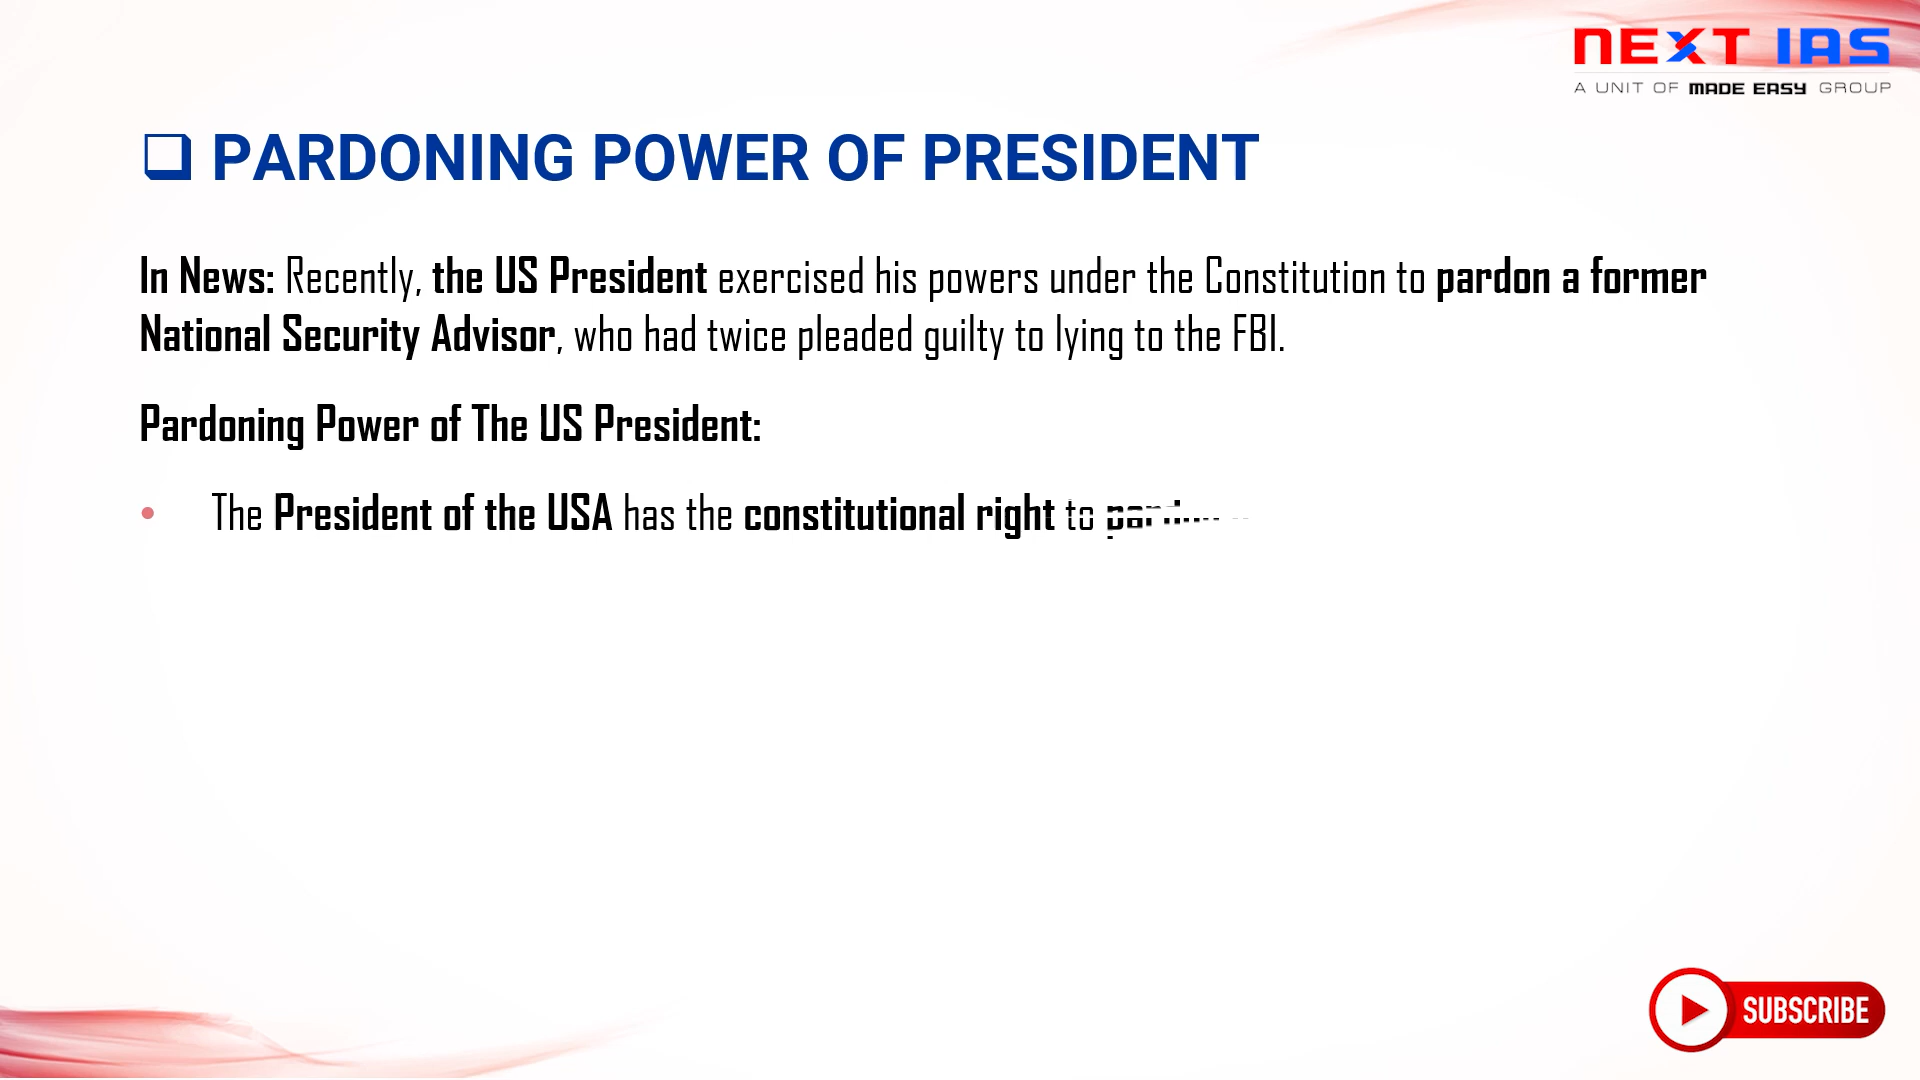 NEXT IAS
A UNIT OF MADE EASY GROUP
PARDONING POWER OF PRESIDENT
In News: Recently, the US President exercised his powers under the Constitution to pardon a former
National Security Advisor, who had twice pleaded guilty to lying to the FBI.
Pardoning Power of The US President:
• The President of the USA has the constitutional right to
SUBSCRIBE